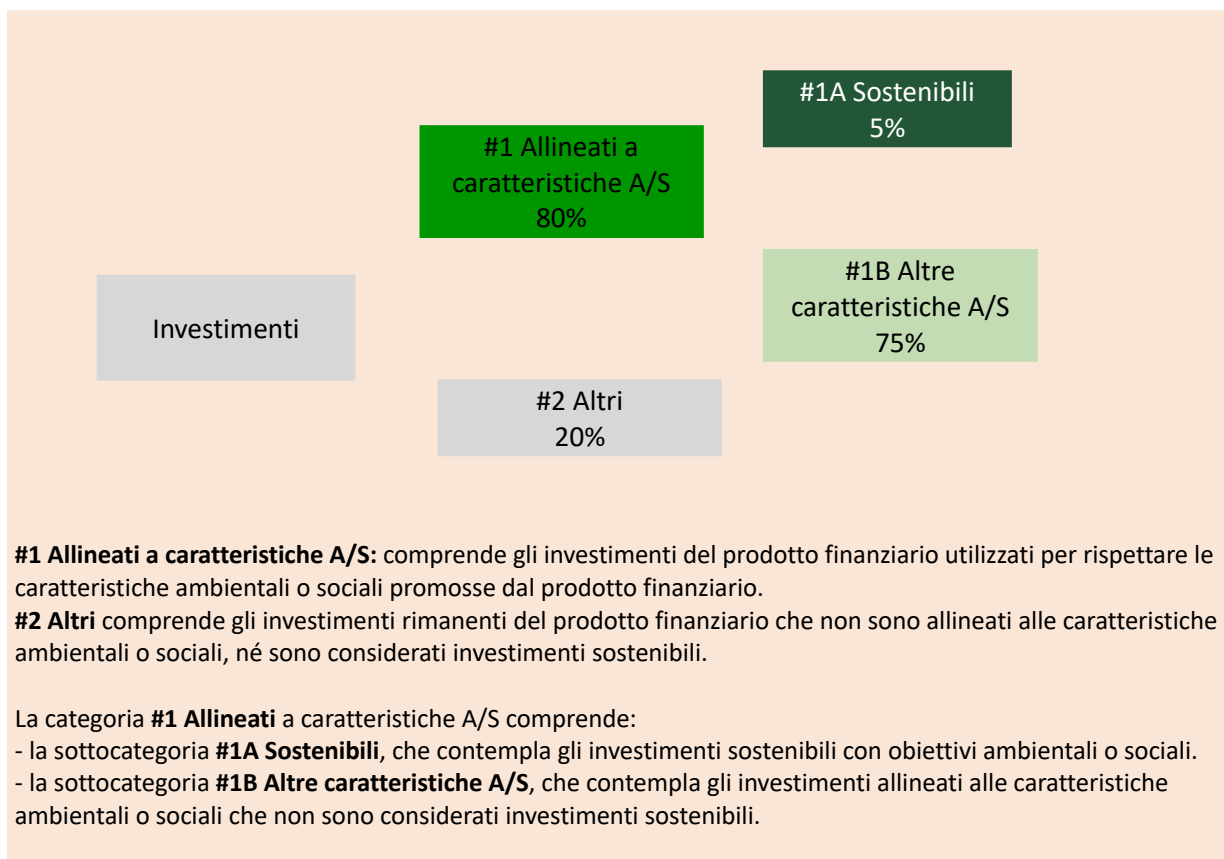 #1A Sostenibili
5%
#1 Allineati a
caratteristiche A/S
80%
#1B Altre
caratteristiche A/S
75%
Investimenti
#2 Altri
20%
#1 Allineati a caratteristiche A/S: comprende gli investimenti del prodotto finanziario utilizzati per rispettare le
caratteristiche ambientali o sociali promosse dal prodotto finanziario.
#2 Altri comprende gli investimenti rimanenti del prodotto finanziario che non sono allineati alle caratteristiche
ambientali o sociali, né sono considerati investimenti sostenibili.
La categoria #1 Allineati a caratteristiche A/S comprende:
- la sottocategoria #1A Sostenibili, che contempla gli investimenti sostenibili con obiettivi ambientali o sociali.
- la sottocategoria #1B Altre caratteristiche A/S, che contempla gli investimenti allineati alle caratteristiche
ambientali o sociali che non sono considerati investimenti sostenibili.